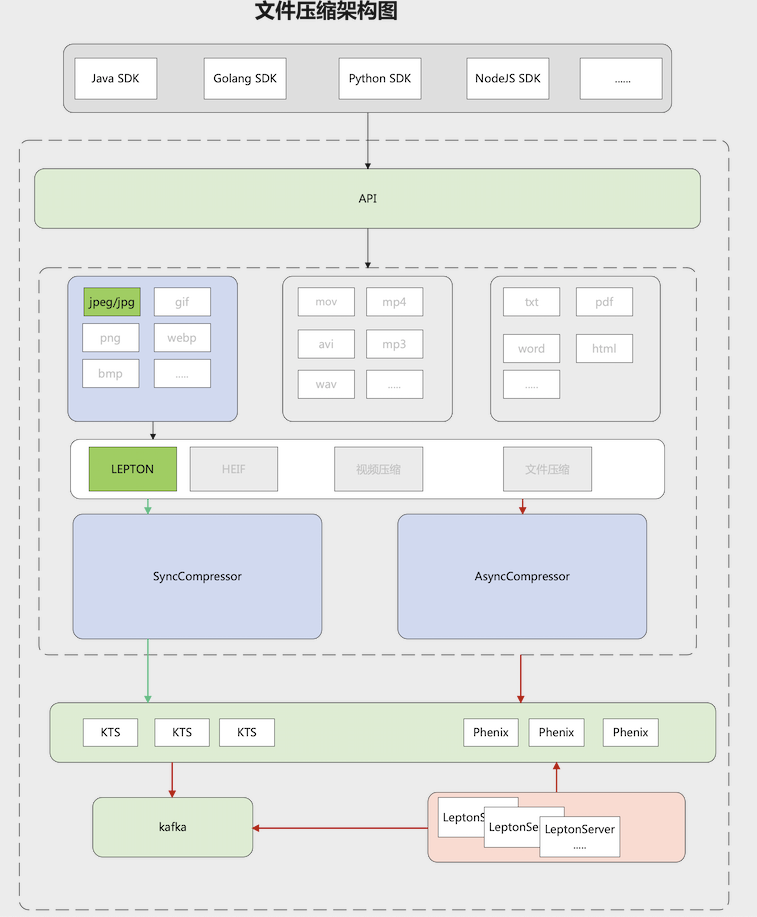 文件压缩架构图
Java SDK
Golang SDK
Python SDK
NodeJS SDK
......
API
jpeg/jpg
gif
png
webp
bmp
.....
mov
mp4
avi
mp3
wav
.....
txt
pdf
word
html
.....
LEPTON
HEIF
视频压缩
文件压缩
SyncCompressor
AsyncCompressor
KTS
KTS
KTS
Phenix
Phenix
Phenix
kafka
LeptonS
LeptonSe
LeptonServer
.....